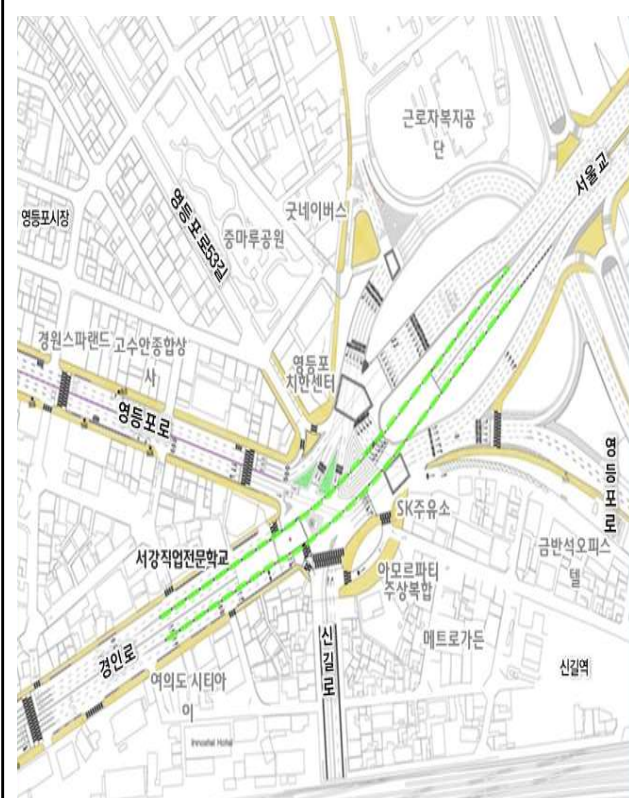 근로자복지공
단
서울교
굿네이버스
영등포로53길
중마루공원
영등포시장
경원스파랜드
고수안종합상
사
영등포
치안센터
영등포로
SK주유소
영등포로
금반석오피스
텔
서강직업전문학교
아모르파티
주상복합
메트로가든
신길역
신길로
경인로
여의도 시티아
이
Innostel Hotel